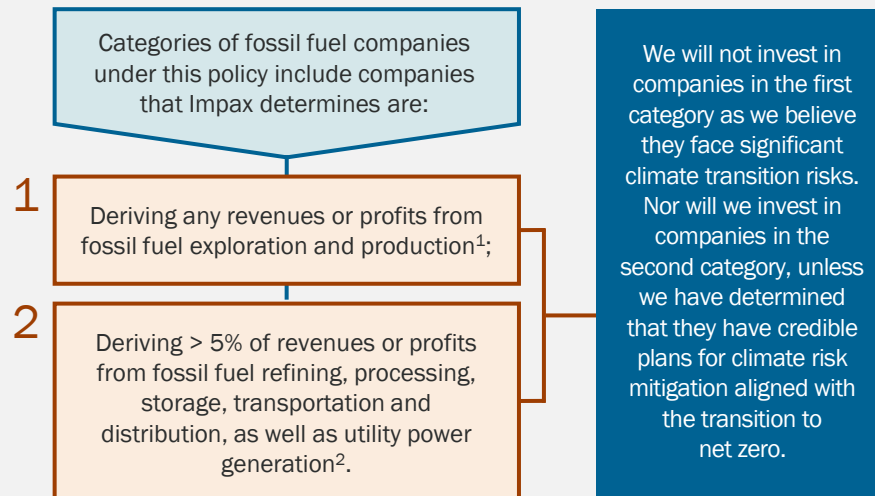 Categories of fossil fuel companies
under this policy include companies
that Impax determines are:
1
Deriving any revenues or profits from
fossil fuel exploration and production¹;
2
Deriving > 5% of revenues or profits
from fossil fuel refining, processing,
storage, transportation and
distribution, as well as utility power
generation².
We will not invest in
companies in the first
category as we believe
they face significant
climate transition risks.
Nor will we invest in
companies in the
second category, unless
we have determined
that they have credible
plans for climate risk
mitigation aligned with
the transition to
net zero.